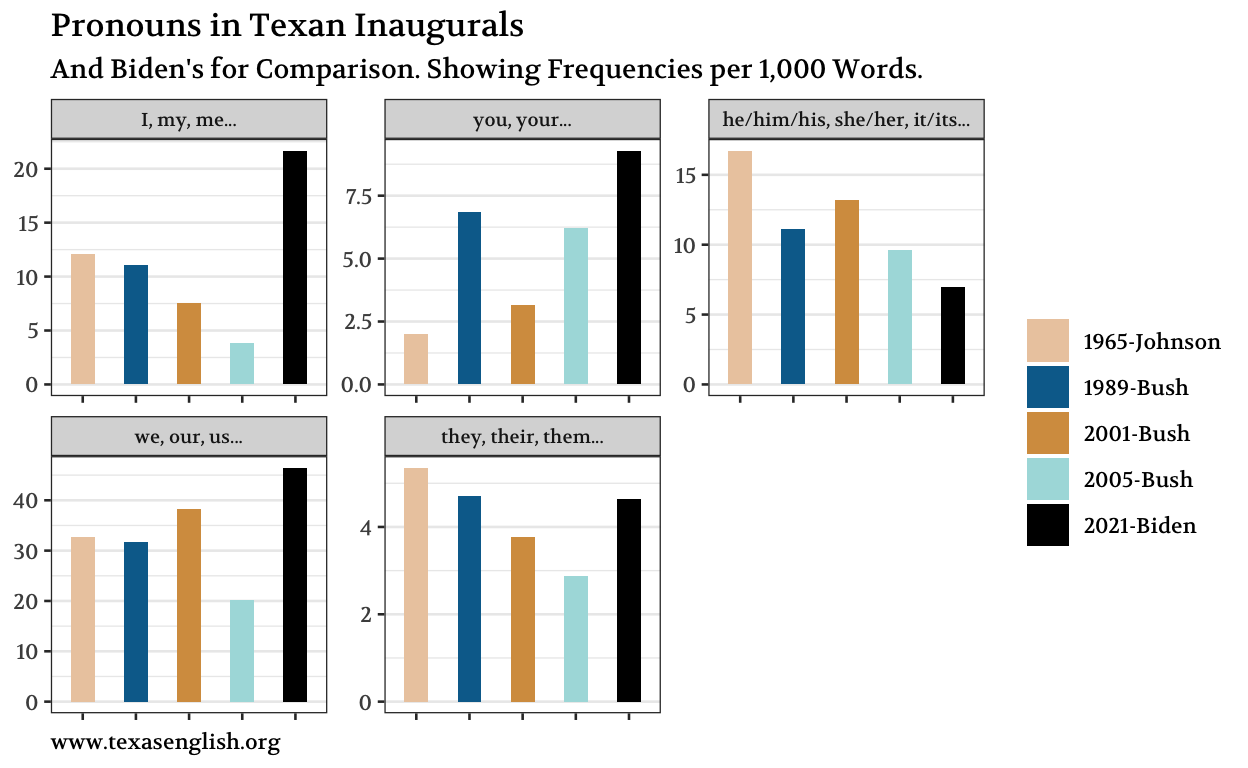 Pronouns in Texan Inaugurals
And Biden's for Comparison. Showing Frequencies per 1,000 Words.
I, my, me...
you, your...
he/him/his, she/her, it/its...
20
15
10
5
0
7.5
5.0
2.5
0.0
15
10
5
0
we, our, us...
they, their, them...
40
30
20
10
0
4
2
0
1965-Johnson
1989-Bush
2001-Bush
2005-Bush
2021-Biden
www.texasenglish.org